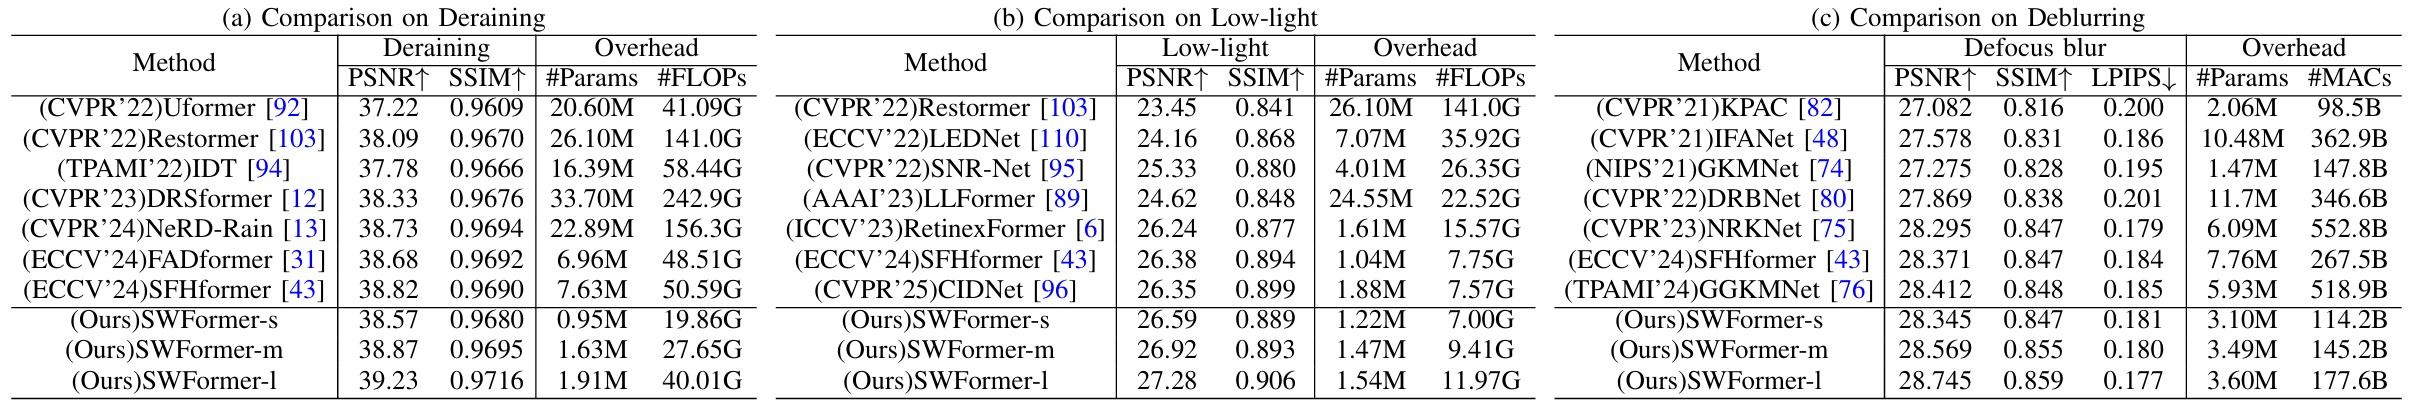 (a) Comparison on Deraining
Method Deraining Overhead
PSNR↑ SSIM↑ #Params #FLOPs
(CVPR'22)Uformer [92] 37.22 0.9609 20.60M 41.09G
(CVPR'22)Restormer [103] 38.09 0.9670 26.10M 141.0G
(TPAMI'22)IDT [94] 37.78 0.9666 16.39M 58.44G
(CVPR'23)DRSformer [12] 38.33 0.9676 33.70M 242.9G
(CVPR'24)NeRD-Rain [13] 38.73 0.9694 22.89M 156.3G
(ECCV'24)FADformer [31] 38.68 0.9692 6.96M 48.51G
(ECCV'24)SFHformer [43] 38.82 0.9690 7.63M 50.59G
(Ours)SWFormer-s 38.57 0.9680 0.95M 19.86G
(Ours)SWFormer-m 38.87 0.9695 1.63M 27.65G
(Ours)SWFormer-l 39.23 0.9716 1.91M 40.01G
(b) Comparison on Low-light
Method Low-light Overhead
PSNR↑ SSIM↑ #Params #FLOPs
(CVPR'22)Restormer [103] 23.45 0.841 26.10M 141.0G
(ECCV'22)LEDNet [110] 24.16 0.868 7.07M 35.92G
(CVPR'22)SNR-Net [95] 25.33 0.880 4.01M 26.35G
(AAAI'23)LLFormer [89] 24.62 0.848 24.55M 22.52G
(ICCV'23)RetinexFormer [6] 26.24 0.877 1.61M 15.57G
(ECCV'24)SFHformer [43] 26.38 0.894 1.04M 7.75G
(CVPR'25)CIDNet [96] 26.35 0.899 1.88M 7.57G
(Ours)SWFormer-s 26.59 0.889 1.22M 7.00G
(Ours)SWFormer-m 26.92 0.893 1.47M 9.41G
(Ours)SWFormer-l 27.28 0.906 1.54M 11.97G
(c) Comparison on Deblurring
Method Defocus blur Overhead
PSNR↑ SSIM↑ LPIPS↓ #Params #MACs
(CVPR'21)KPAC [82] 27.082 0.816 0.200 2.06M 98.5B
(CVPR'21)IFANet [48] 27.578 0.831 0.186 10.48M 362.9B
(NIPS'21)GKMNet [74] 27.275 0.828 0.195 1.47M 147.8B
(CVPR'22)DRBNet [80] 27.869 0.838 0.201 11.7M 346.6B
(CVPR'23)NRKNet [75] 28.295 0.847 0.179 6.09M 552.8B
(ECCV'24)SFHformer [43] 28.371 0.847 0.184 7.76M 267.5B
(TPAMI'24)GGKMNet [76] 28.412 0.848 0.185 5.93M 518.9B
(Ours)SWFormer-s 28.345 0.847 0.181 3.10M 114.2B
(Ours)SWFormer-m 28.569 0.855 0.180 3.49M 145.2B
(Ours)SWFormer-l 28.745 0.859 0.177 3.60M 177.6B